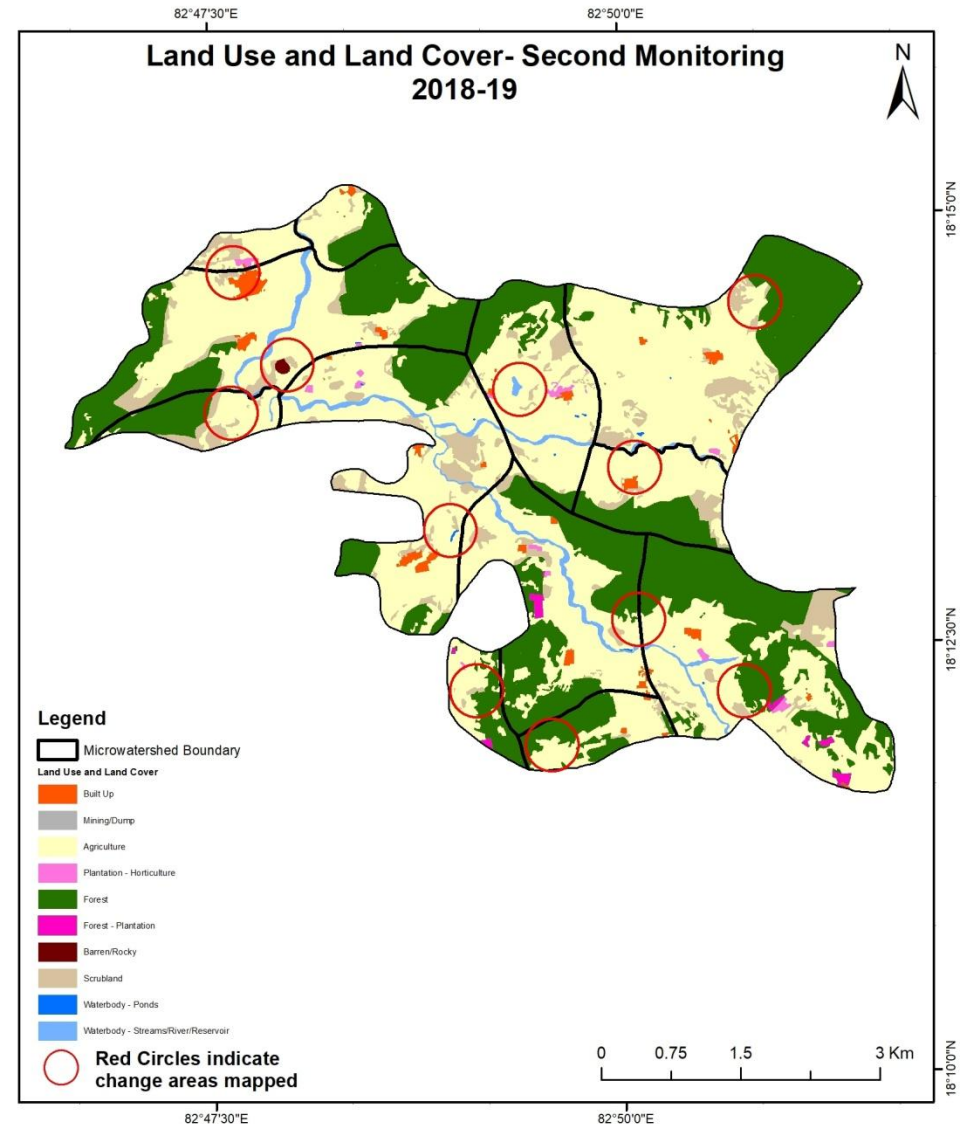 82°47'30"E
82°50'0"E
Land Use and Land Cover- Second Monitoring
2018-19
N
18°15'0"N
18°12'30"N
Legend
Microwatershed Boundary
Land Use and Land Cover
Built Up
Mining/Dump
Agriculture
Plantation - Horticulture
Forest
Forest - Plantation
Barren/Rocky
Scrubland
Waterbody - Ponds
Waterbody - Streams/River/Reservoir
Red Circles indicate
change areas mapped
0 0.75 1.5 3 Km
18°10'0"N
82°47'30"E
82°50'0"E